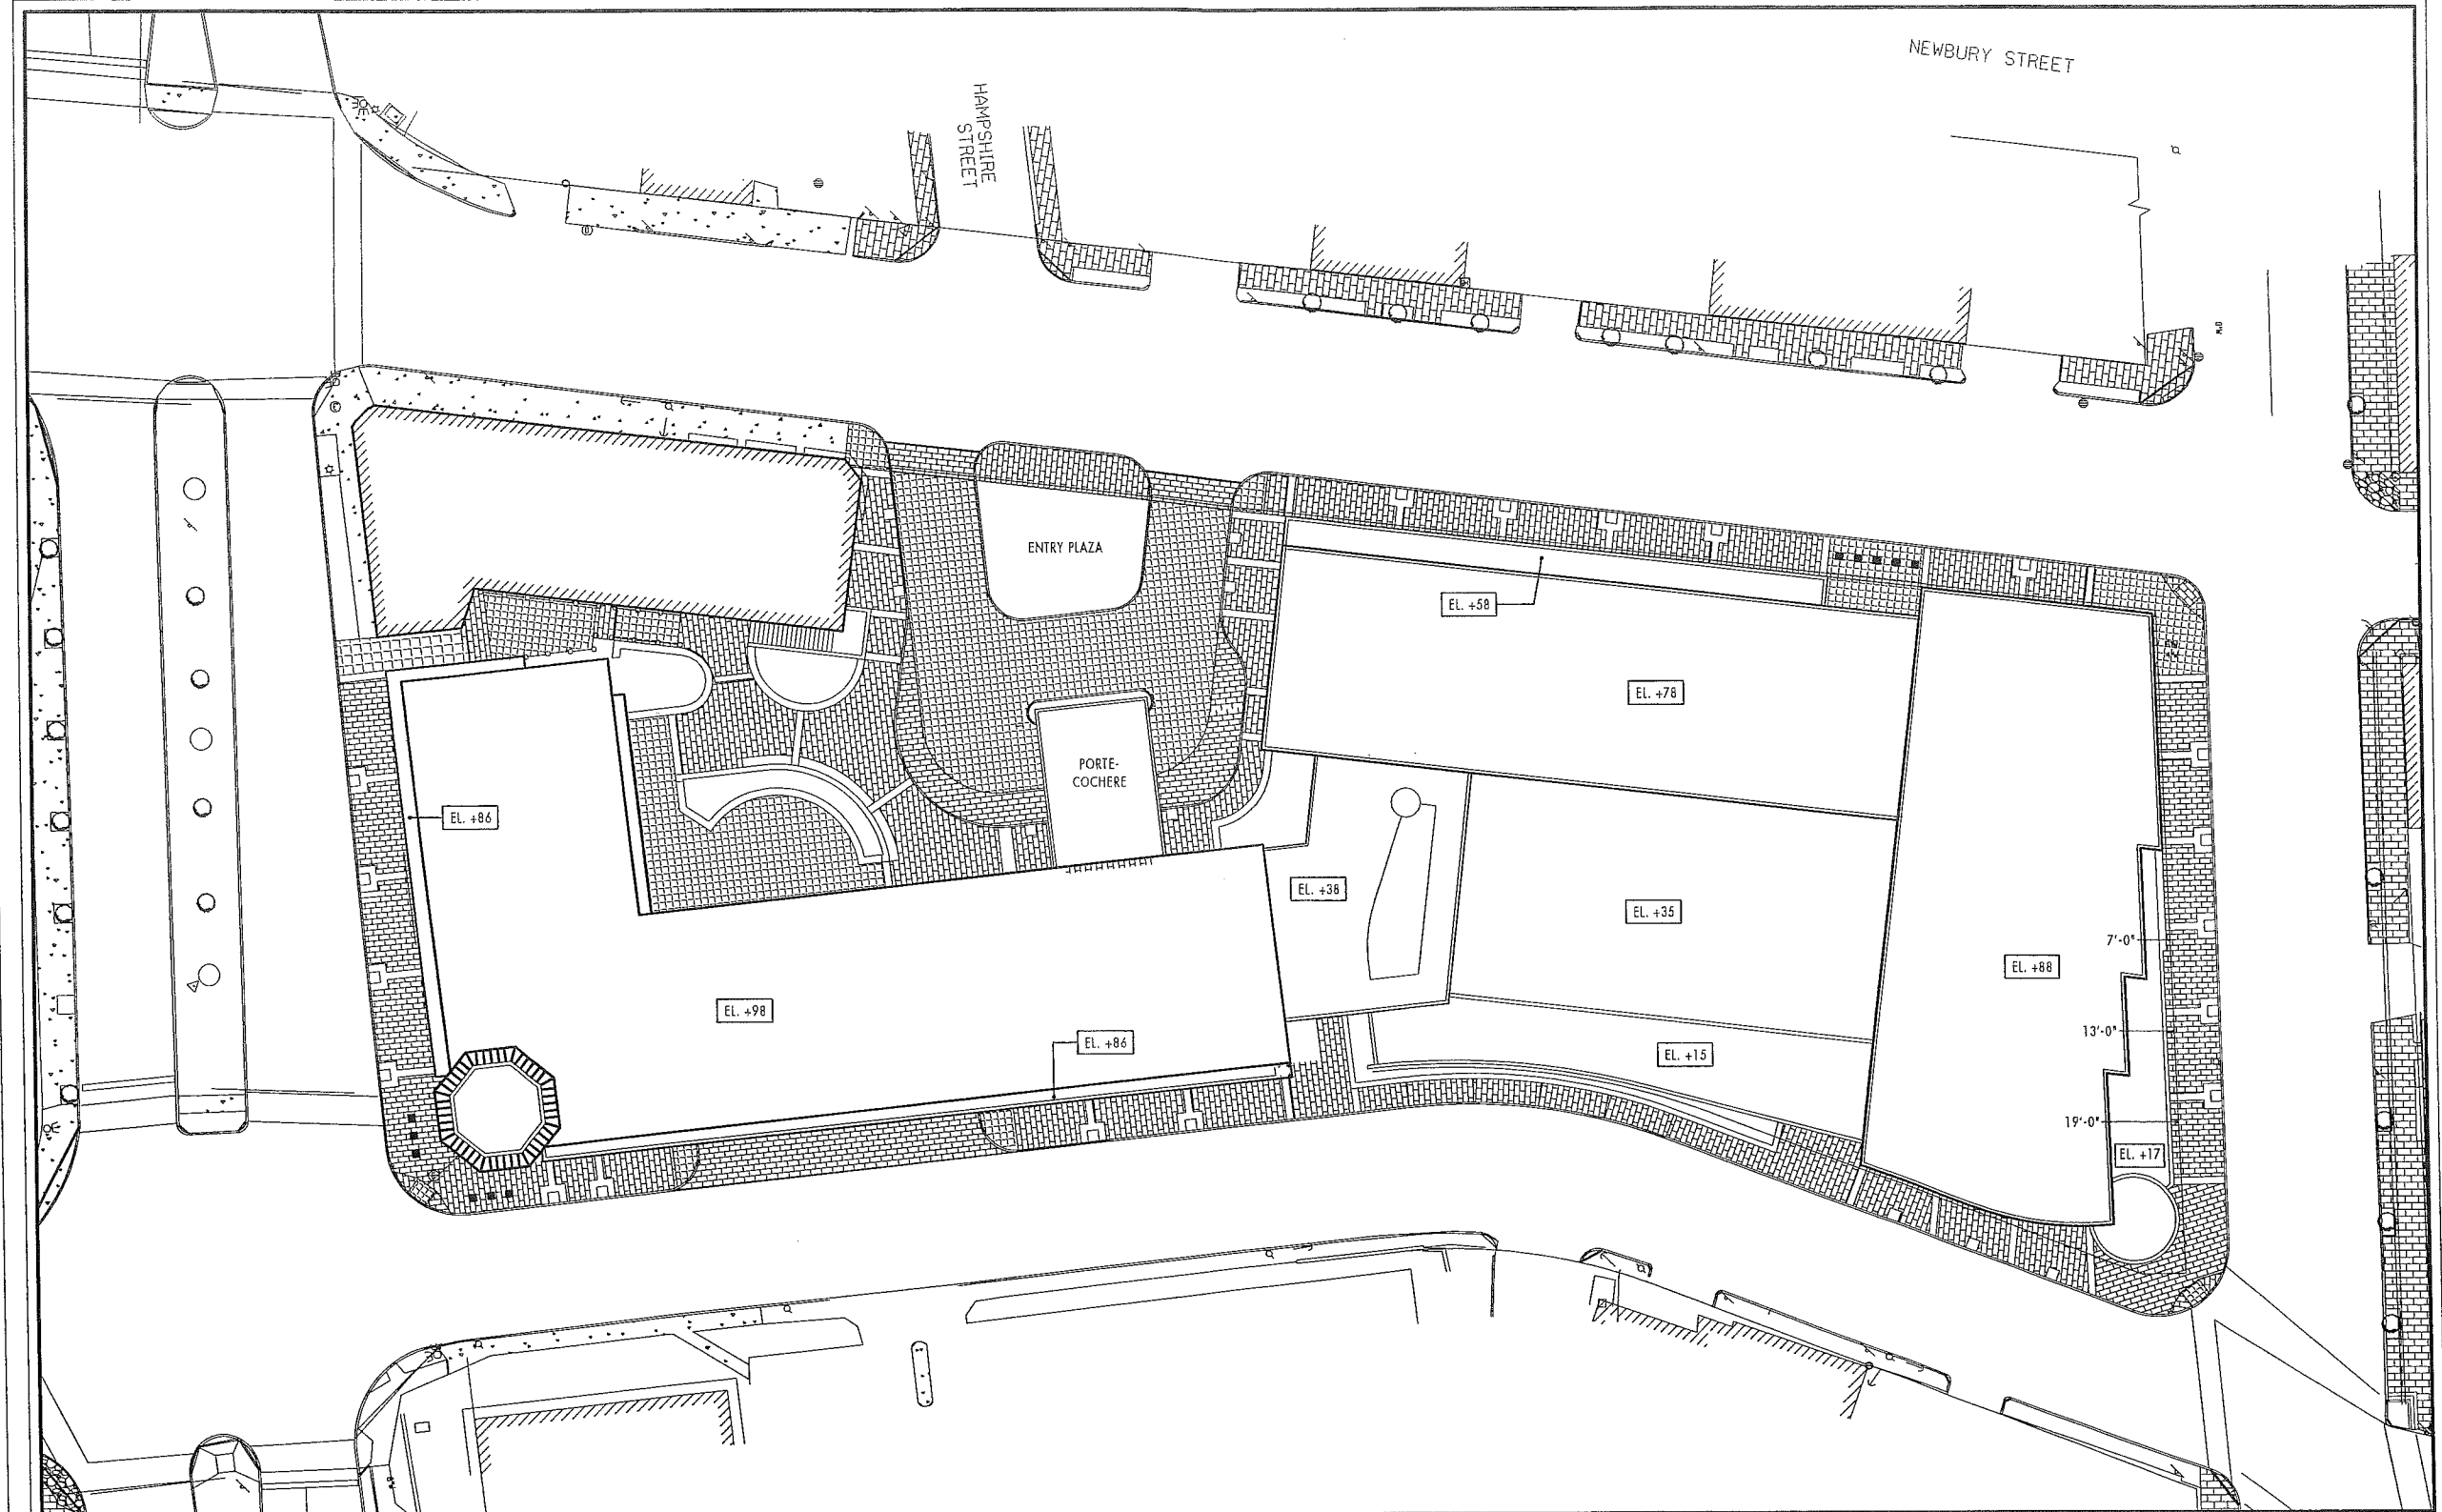 NEWBURY STREET
HAMPSHIRE
STREET
ENTRY PLAZA
EL. +58
EL. +78
PORTE-
COCHERE
EL. +86
EL. +38
EL. +35
7'-0"
EL. +88
EL. +98
13'-0"
EL. +86
EL. +15
19'-0"
EL. +17